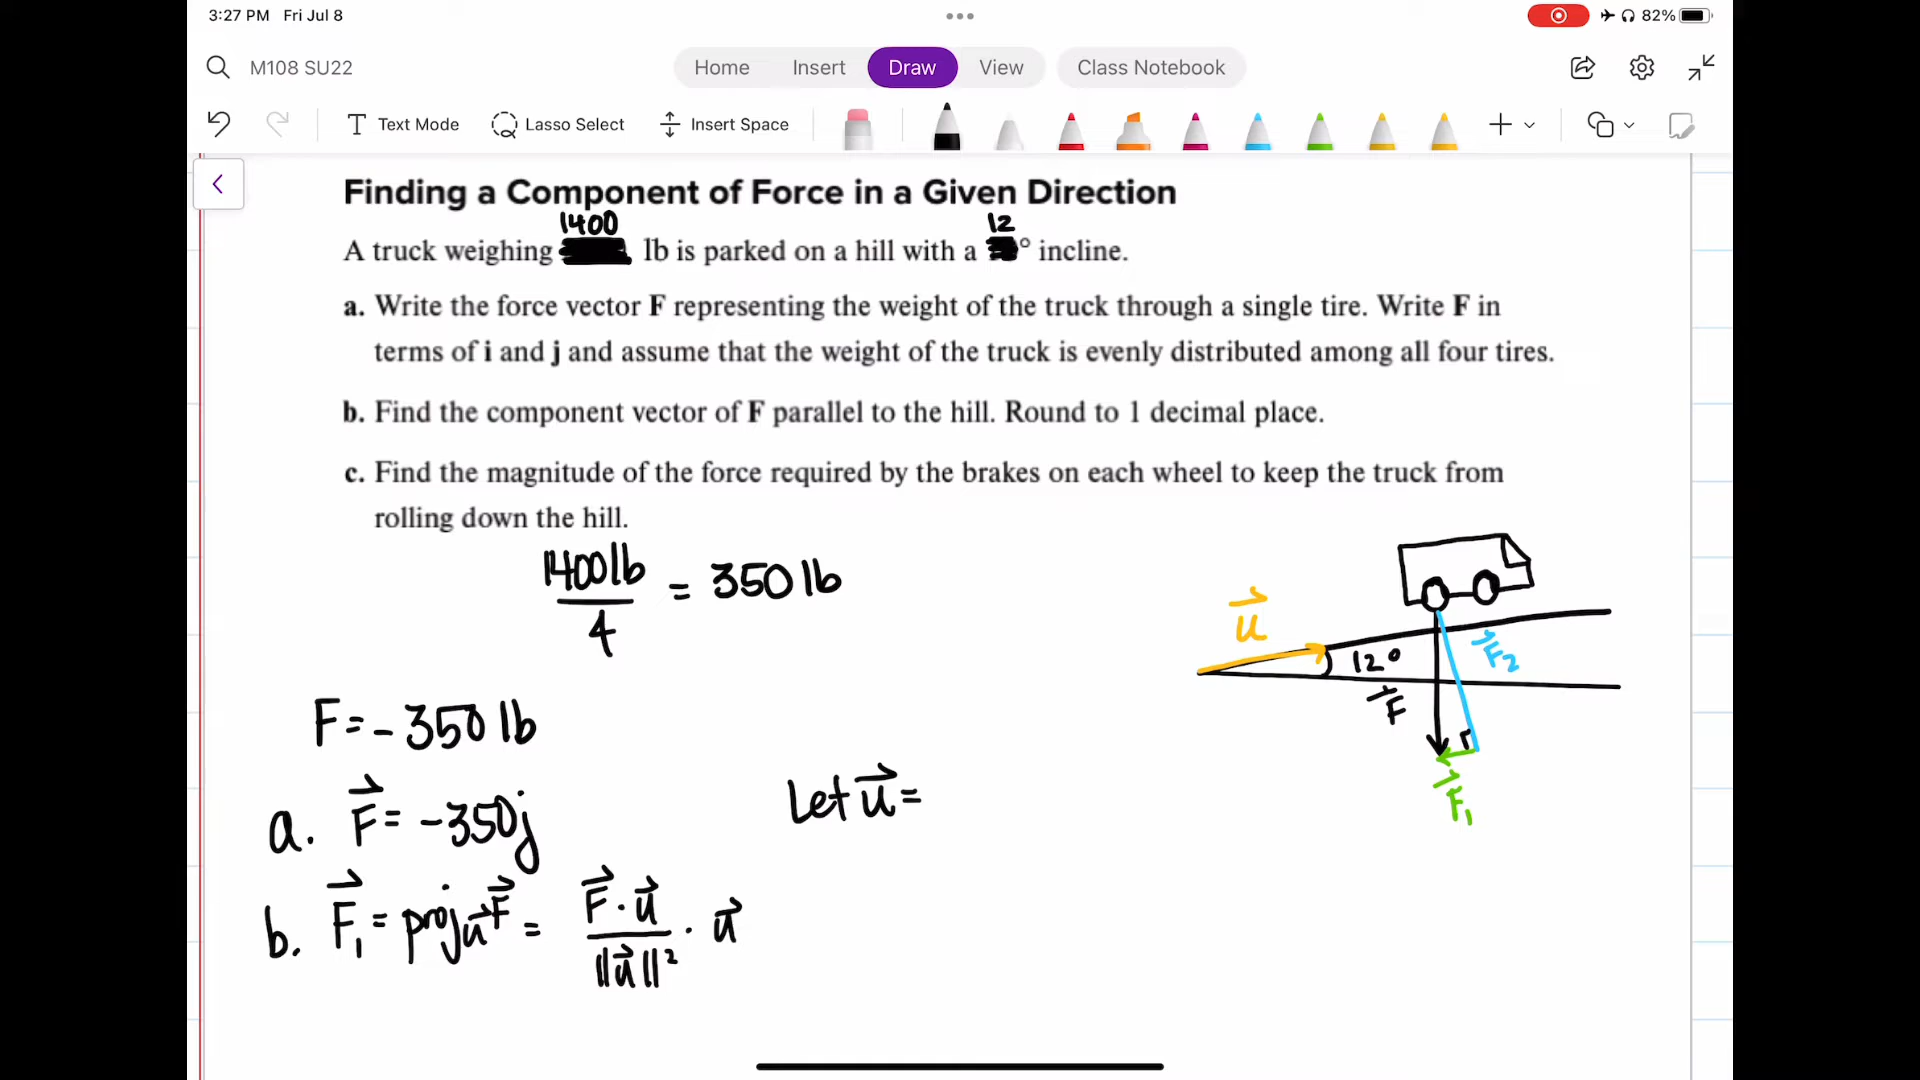 3:27 PM Fri Jul 8
82%
M108 SU22
Home Insert Draw View Class Notebook
Text Mode Lasso Select Insert Space
Finding a Component of Force in a Given Direction
1400 12
A truck weighing lb is parked on a hill with a ° incline.
a. Write the force vector F representing the weight of the truck through a single tire. Write F in
terms of i and j and assume that the weight of the truck is evenly distributed among all four tires.
b. Find the component vector of F parallel to the hill. Round to 1 decimal place.
c. Find the magnitude of the force required by the brakes on each wheel to keep the truck from
rolling down the hill.
1400 lb
4
= 350 lb
u⃗
12°
F⃗₂
F⃗
F⃗₁
F = -350 lb
a. F⃗ = -350j
Let u⃗ =
b. F⃗₁ = proj u⃗ F⃗ = F⃗ · u⃗ / ||u⃗||² · u⃗